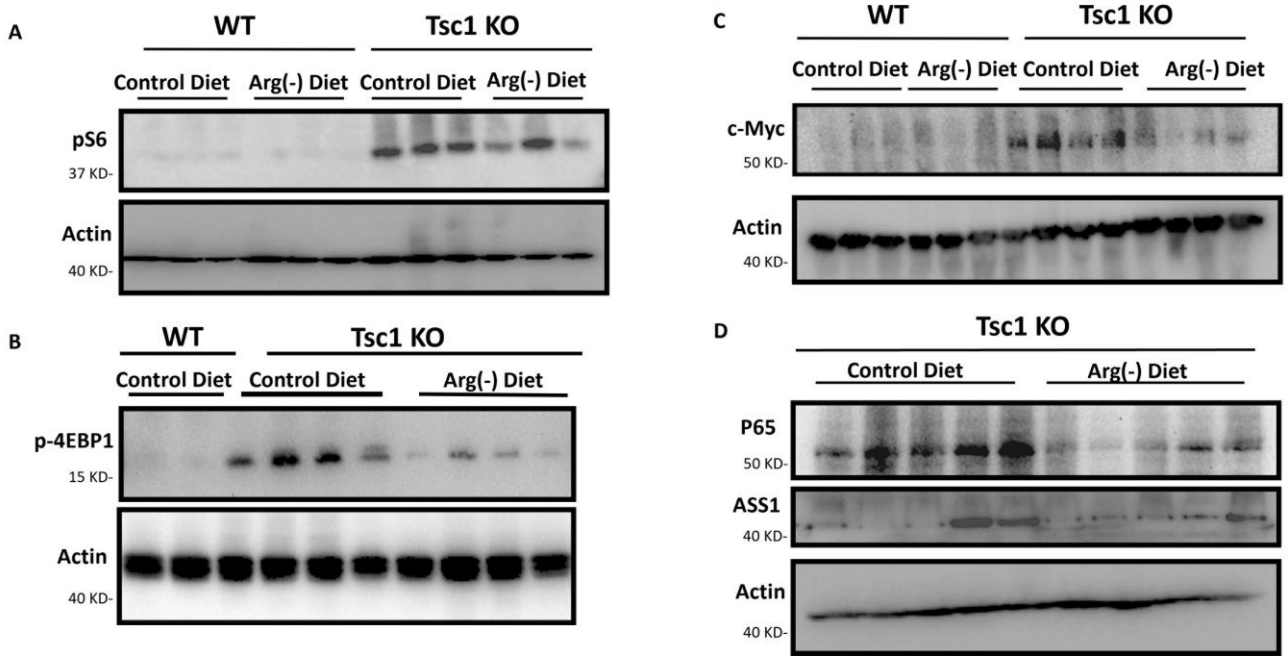 A
WT Tsc1 KO
Control Diet Arg(-) Diet Control Diet Arg(-) Diet
pS6
37 KD-
Actin
40 KD-
B
WT Tsc1 KO
Control Diet Control Diet Arg(-) Diet
p-4EBP1
15 KD-
Actin
40 KD-
C
WT Tsc1 KO
Control Diet Arg(-) Diet Control Diet Arg(-) Diet
c-Myc
50 KD-
Actin
40 KD-
D
Tsc1 KO
Control Diet Arg(-) Diet
P65
50 KD-
ASS1
40 KD-
Actin
40 KD-